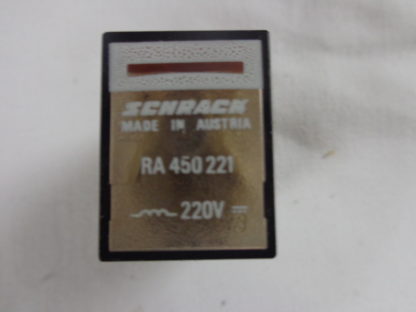 SCHRACK
MADE IN AUSTRIA
RA 450 221
220V ⎓